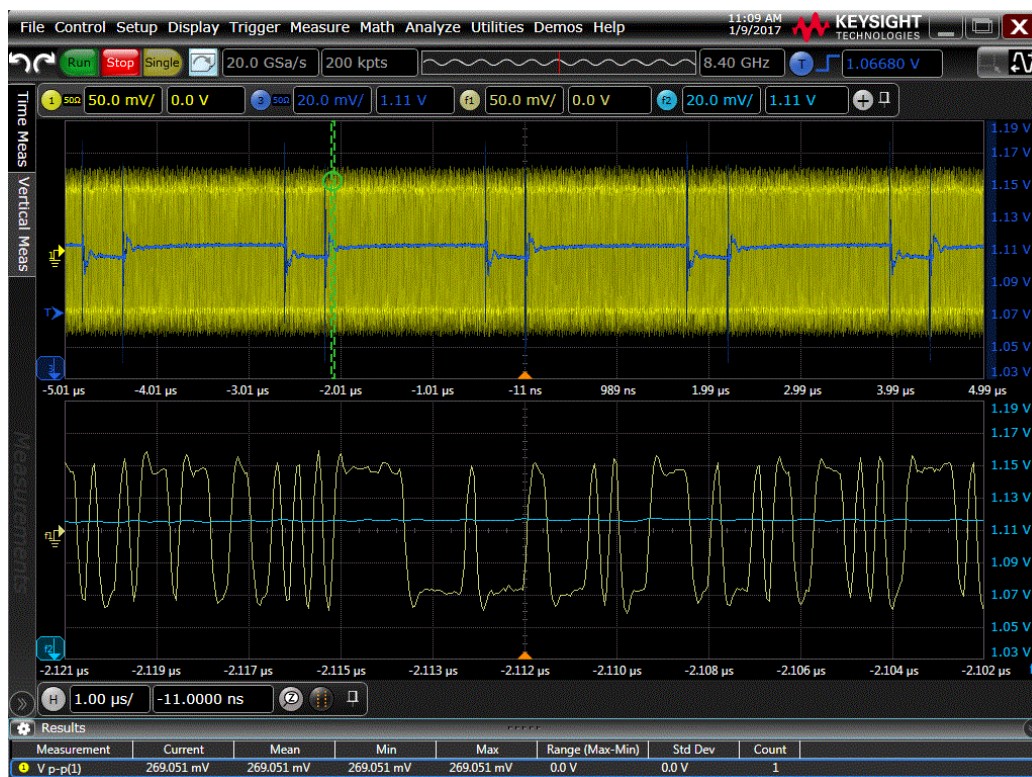 File Control Setup Display Trigger Measure Math Analyze Utilities Demos Help
11:09 AM
1/9/2017
KEYSIGHT
TECHNOLOGIES
Run Stop Single 20.0 GSa/s 200 kpts 8.40 GHz T 1.06680 V
1 50Ω 50.0 mV/ 0.0 V 3 50Ω 20.0 mV/ 1.11 V f1 50.0 mV/ 0.0 V f2 20.0 mV/ 1.11 V
Time Meas
Vertical Meas
Measurements
1.19 V
1.17 V
1.15 V
1.13 V
1.11 V
1.09 V
1.07 V
1.05 V
1.03 V
1
T
3
-5.01 µs -4.01 µs -3.01 µs -2.01 µs -1.01 µs -11 ns 989 ns 1.99 µs 2.99 µs 3.99 µs 4.99 µs
1.19 V
1.17 V
1.15 V
1.13 V
1.11 V
1.09 V
1.07 V
1.05 V
1.03 V
f1
f2
-2.121 µs -2.119 µs -2.117 µs -2.115 µs -2.113 µs -2.112 µs -2.110 µs -2.108 µs -2.106 µs -2.104 µs -2.102 µs
H 1.00 µs/ -11.0000 ns Z
Results
Measurement Current Mean Min Max Range (Max-Min) Std Dev Count
1 V p-p(1) 269.051 mV 269.051 mV 269.051 mV 269.051 mV 0.0 V 0.0 V 1